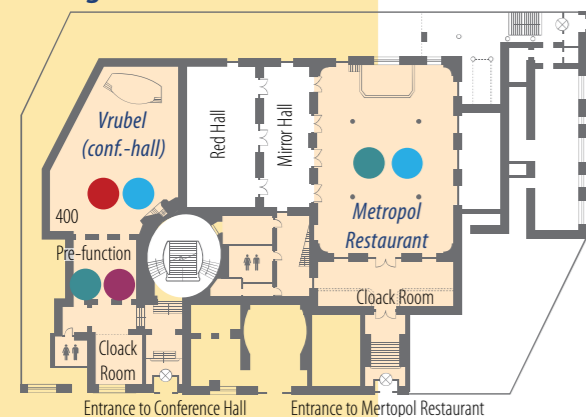 Vrubel
(conf.-hall)
Red Hall
Mirror Hall
400
Metropol
Restaurant
Pre-function
Cloack Room
Cloack
Room
Entrance to Conference Hall
Entrance to Mertopol Restaurant